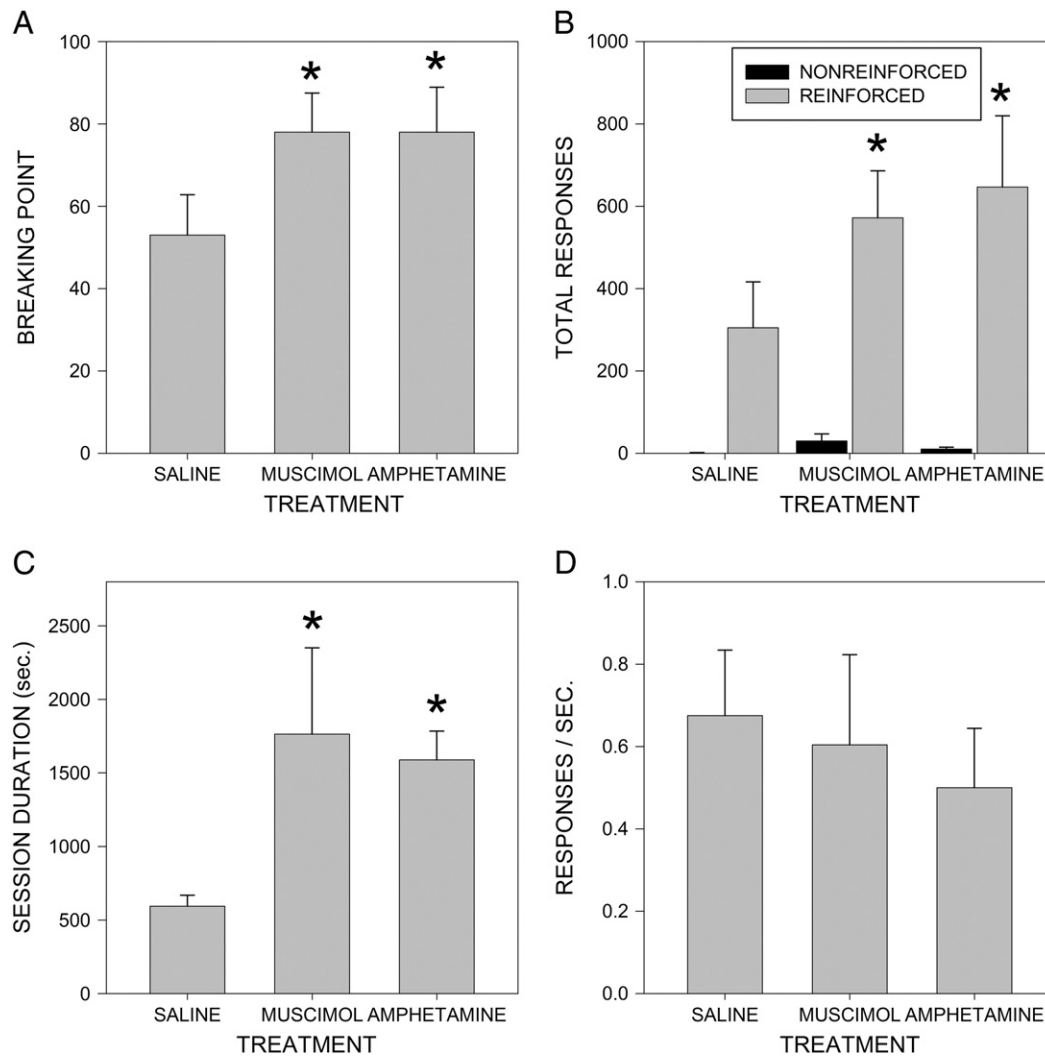 A
100
80
60
40
20
0
BREAKING POINT
*
*
SALINE MUSCIMOL AMPHETAMINE
TREATMENT
B
1000
800
600
400
200
0
TOTAL RESPONSES
NONREINFORCED
REINFORCED
*
*
SALINE MUSCIMOL AMPHETAMINE
TREATMENT
C
2500
2000
1500
1000
500
0
SESSION DURATION (sec.)
*
*
SALINE MUSCIMOL AMPHETAMINE
TREATMENT
D
1.0
0.8
0.6
0.4
0.2
0.0
RESPONSES / SEC.
SALINE MUSCIMOL AMPHETAMINE
TREATMENT